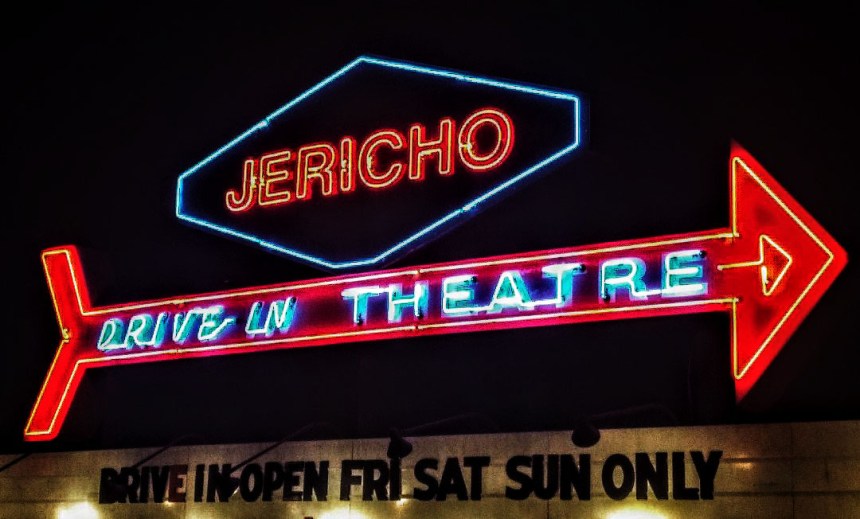 JERICHO
DRIVE-IN THEATRE
DRIVE IN OPEN FRI SAT SUN ONLY